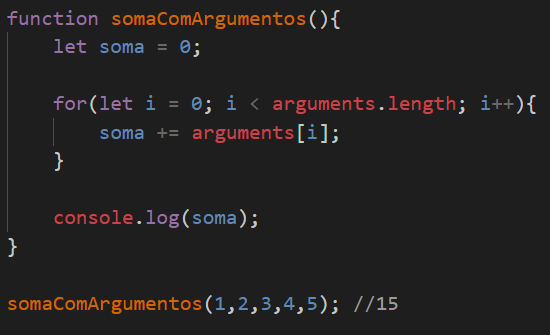 function somaComArgumentos(){
let soma = 0;
for(let i = 0; i < arguments.length; i++){
soma += arguments[i];
}
console.log(soma);
}
somaComArgumentos(1,2,3,4,5); //15